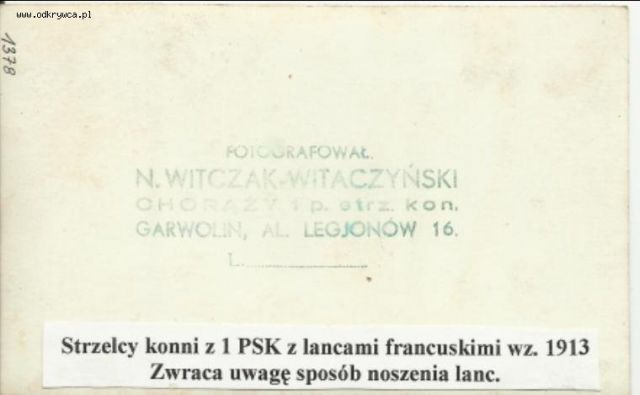 www.odkrywca.pl
1378
FOTOGRAFOWAŁ.
N. WITCZAK-WITACZYŃSKI
CHORĄŻY 1 p. strz. kon.
GARWOLIN, AL. LEGJONÓW 16.
L.
Strzelcy konni z 1 PSK z lancami francuskimi wz. 1913
Zwraca uwagę sposób noszenia lanc.